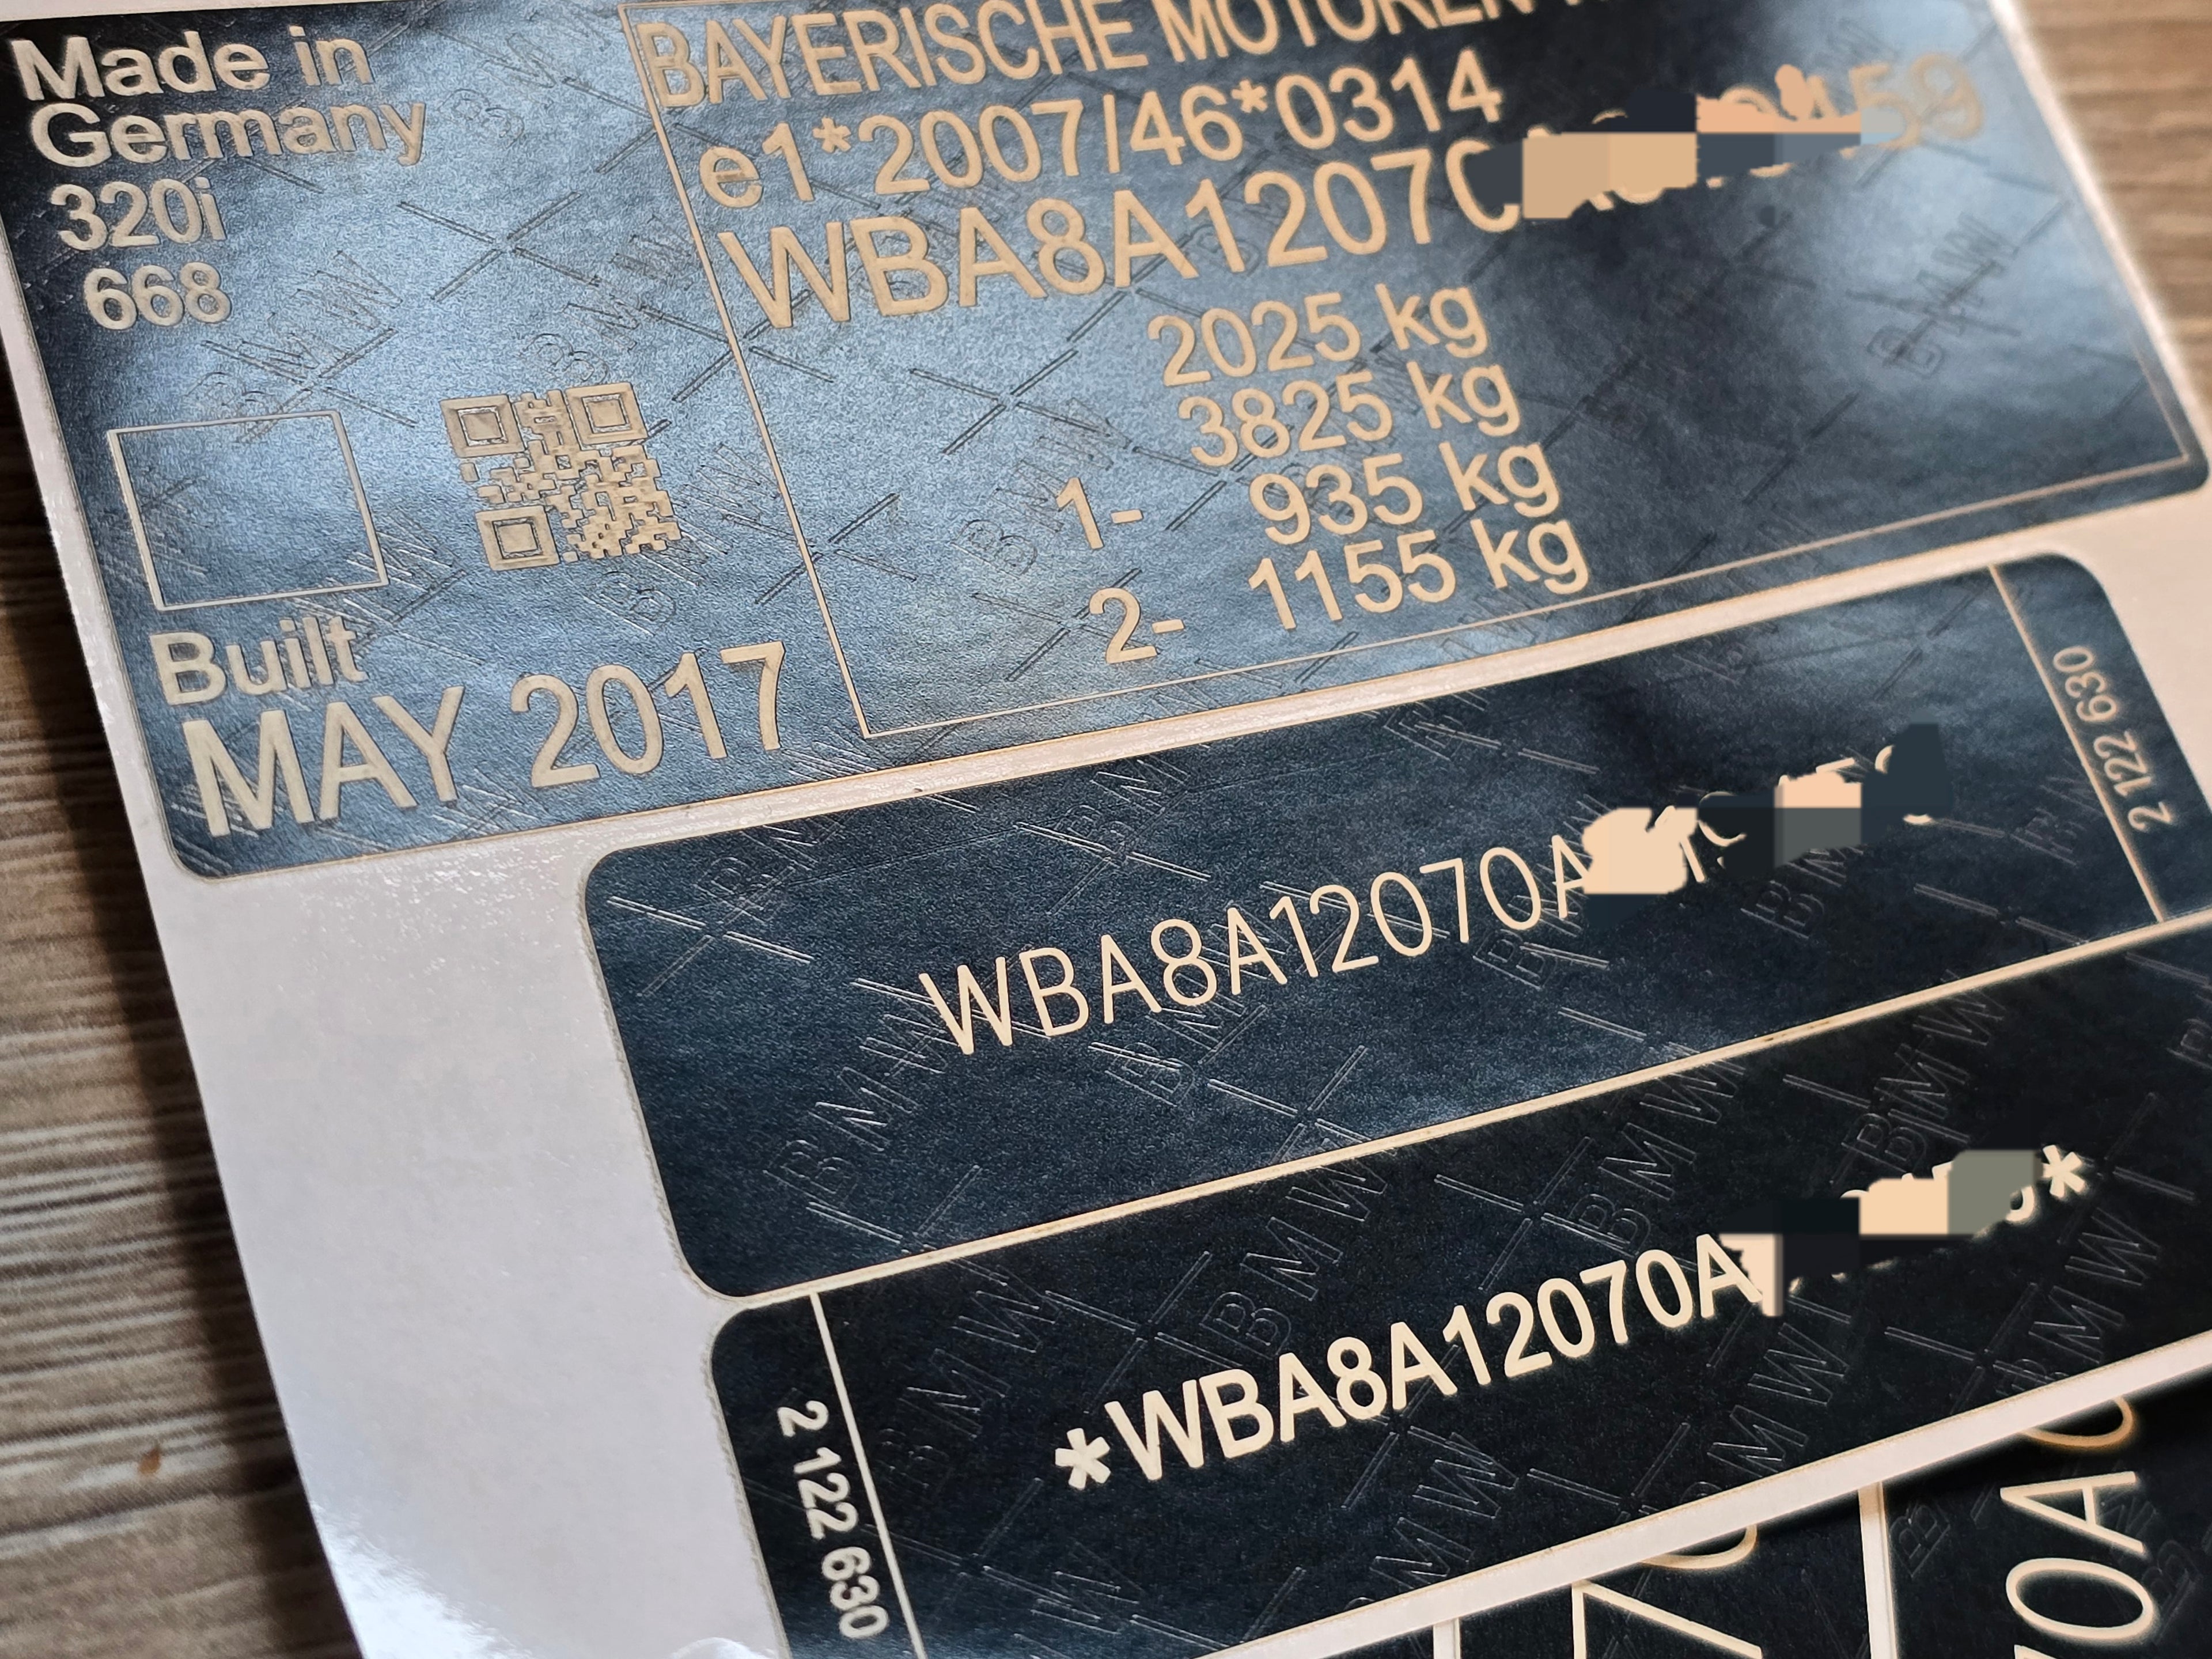 Made in
Germany
320i
668
Built
MAY 2017
BAYERISCHE MOTOREN
e1*2007/46*0314
WBA8A1207
2025 kg
3825 kg
1- 935 kg
2- 1155 kg
WBA8A12070A
2 122 630
2 122 630
*WBA8A12070A
*
BMW